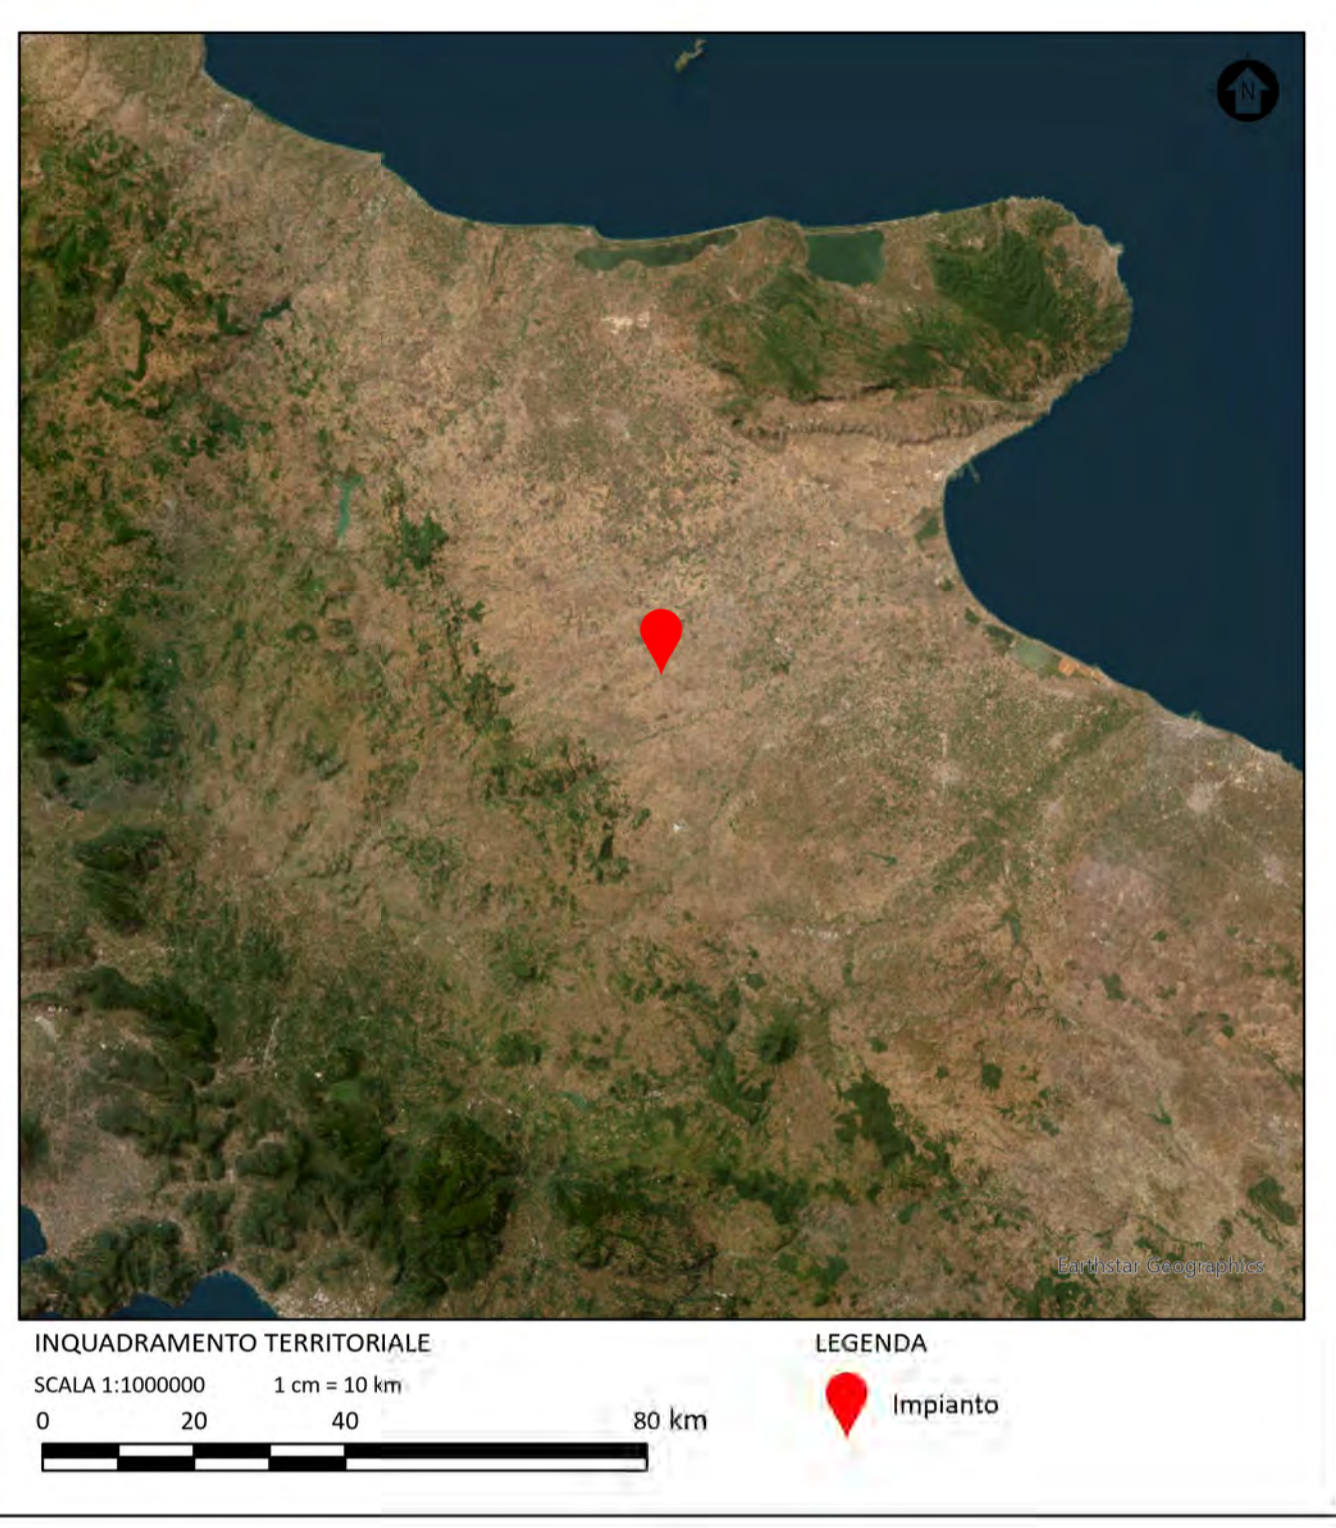 N
Earthstar Geographics
INQUADRAMENTO TERRITORIALE
SCALA 1:1000000 1 cm = 10 km
0 20 40 80 km
LEGENDA
Impianto